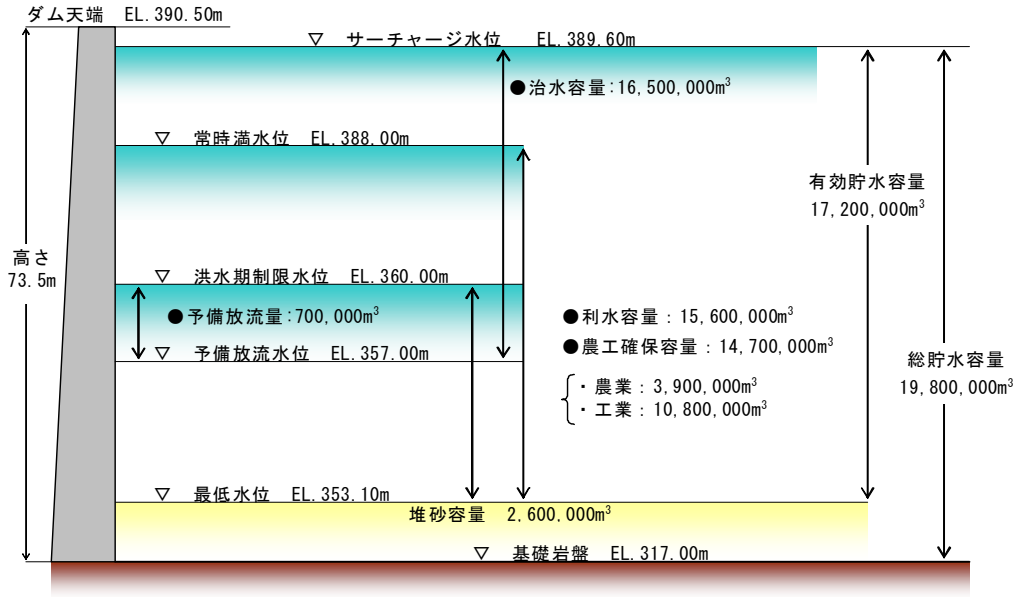 ダム天端 EL.390.50m
▽ サーチャージ水位 EL.389.60m
●治水容量:16,500,000m³
▽ 常時満水位 EL.388.00m
有効貯水容量
17,200,000m³
高さ
73.5m
▽ 洪水期制限水位 EL.360.00m
●予備放流量:700,000m³
●利水容量：15,600,000m³
▽ 予備放流水位 EL.357.00m
●農工確保容量：14,700,000m³
・農業：3,900,000m³
・工業：10,800,000m³
総貯水容量
19,800,000m³
▽ 最低水位 EL.353.10m
堆砂容量 2,600,000m³
▽ 基礎岩盤 EL.317.00m